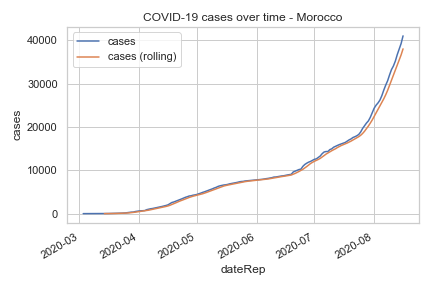 COVID-19 cases over time - Morocco
cases
cases (rolling)
40000
30000
20000
10000
0
cases
2020-03
2020-04
2020-05
2020-06
2020-07
2020-08
dateRep